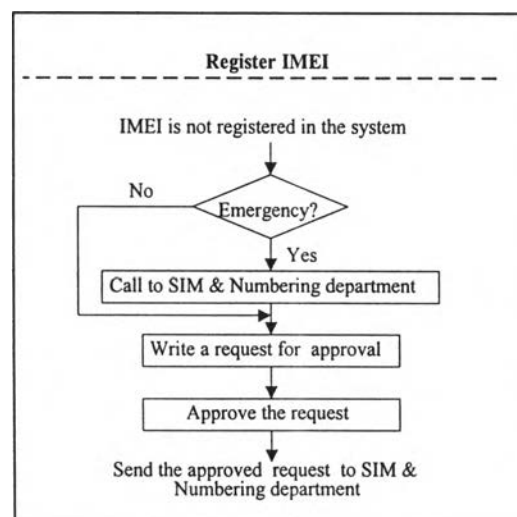 Register IMEI
IMEI is not registered in the system
No
Emergency?
Yes
Call to SIM & Numbering department
Write a request for approval
Approve the request
Send the approved request to SIM &
Numbering department